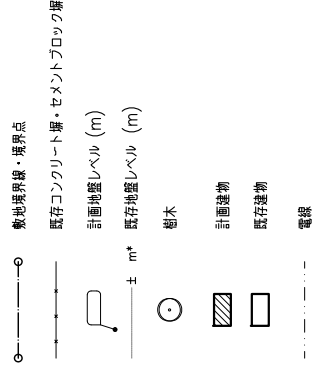 敷地境界線・境界点
既存コンクリート塀・セメントブロック塀
計画地盤レベル (m)
± m* 既存地盤レベル (m)
樹木
計画建物
既存建物
電線